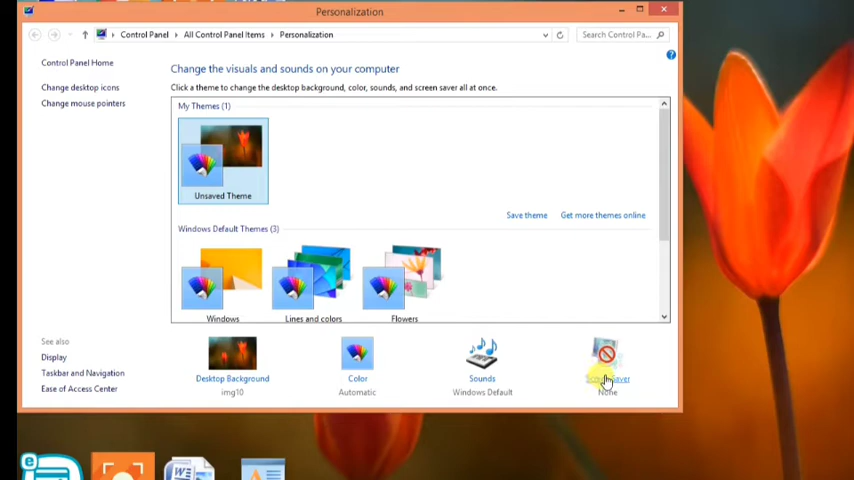 Personalization
Control Panel
All Control Panel Items
Personalization
Search Control Pa...
Control Panel Home
Change desktop icons
Change mouse pointers
Change the visuals and sounds on your computer
Click a theme to change the desktop background, color, sounds, and screen saver all at once.
My Themes (1)
Unsaved Theme
Save theme
Get more themes online
Windows Default Themes (3)
Windows
Lines and colors
Flowers
See also
Display
Taskbar and Navigation
Ease of Access Center
Desktop Background
img10
Color
Automatic
Sounds
Windows Default
Screen Saver
None